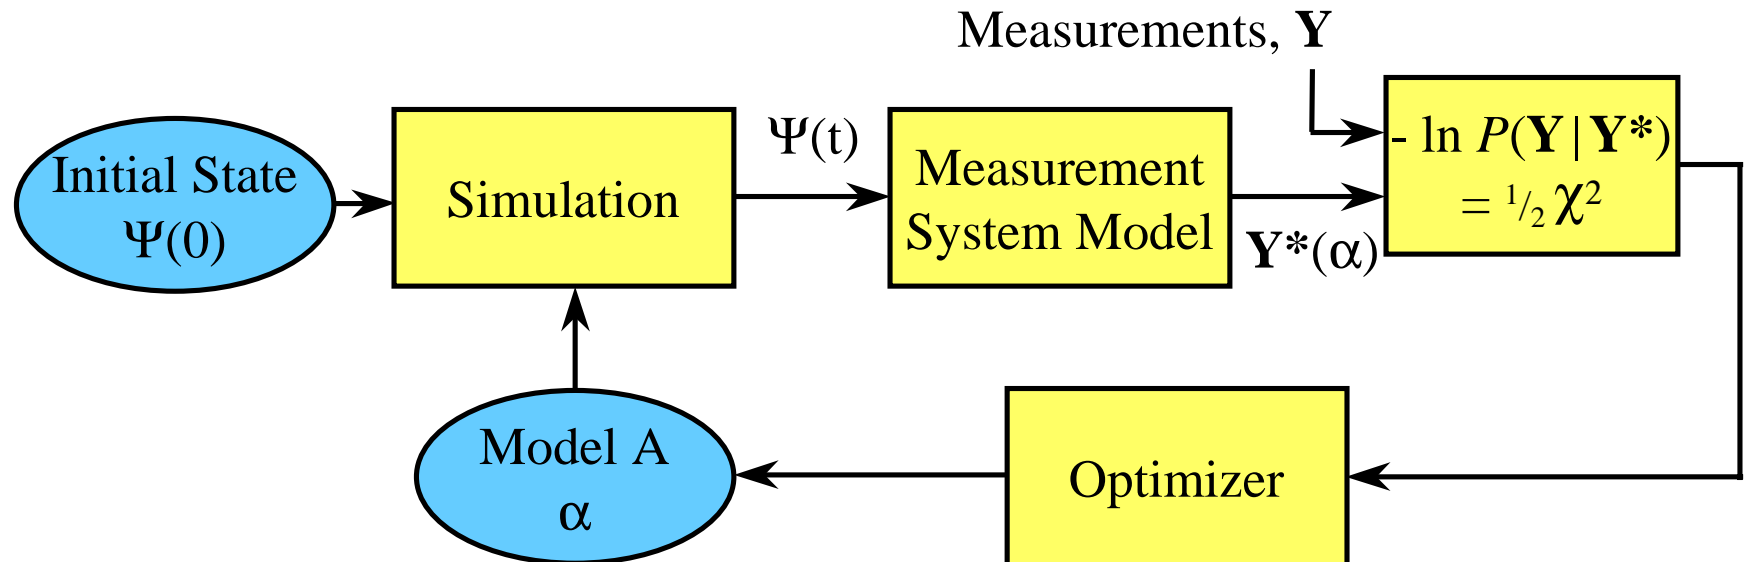 Measurements, Y
Initial State
Ψ(0)
Simulation
Ψ(t)
Measurement
System Model
Y*(α)
- ln P(Y|Y*)
= 1/2 χ²
Model A
α
Optimizer